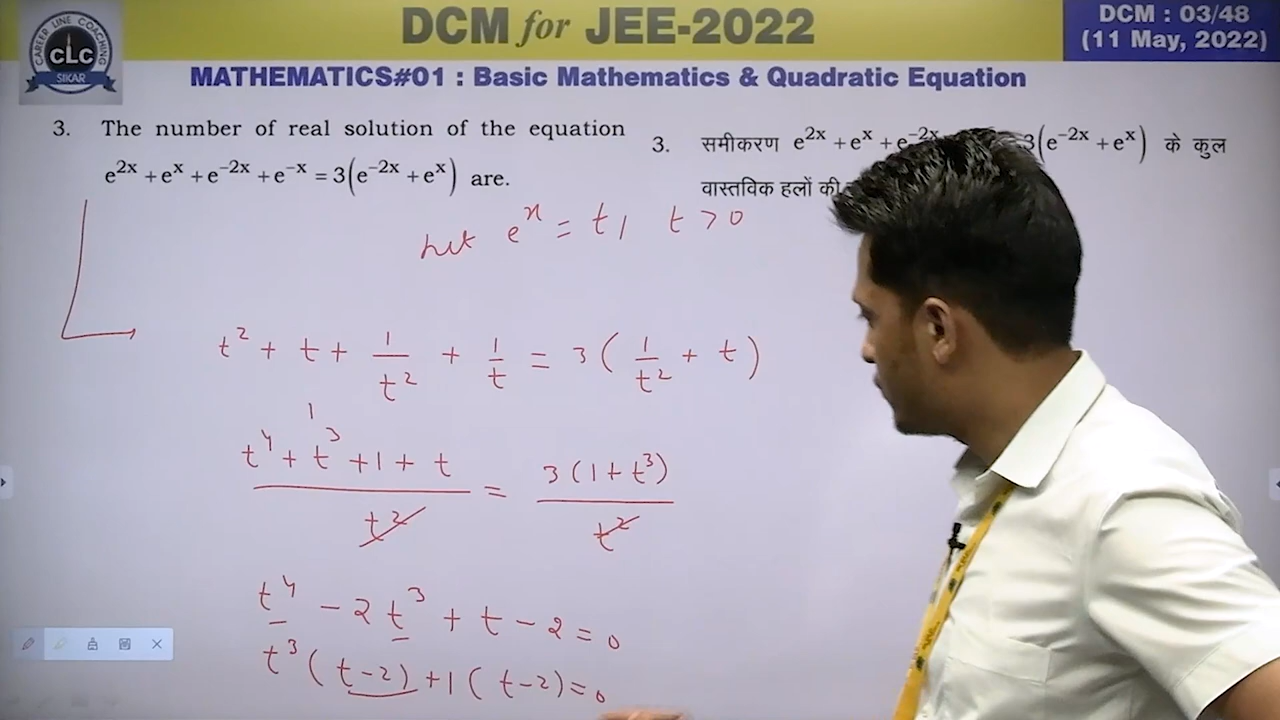 CAREER LINE COACHING
CLC
SIKAR
DCM for JEE-2022
DCM : 03/48
(11 May, 2022)
MATHEMATICS#01 : Basic Mathematics & Quadratic Equation
3. The number of real solution of the equation
e^{2x} + e^x + e^{-2x} + e^{-x} = 3(e^{-2x} + e^x) are.
3. समीकरण e^{2x} + e^x + e^{-2x} 3(e^{-2x} + e^x) के कुल
वास्तविक हलों की
Let e^x = t, t > 0
t^2 + t + 1/t^2 + 1/t = 3(1/t^2 + t)
1
(t^4 + t^3 + 1 + t)/t^2 = 3(1 + t^3)/t^2
t^4 - 2t^3 + t - 2 = 0
t^3(t-2) + 1(t-2) = 0